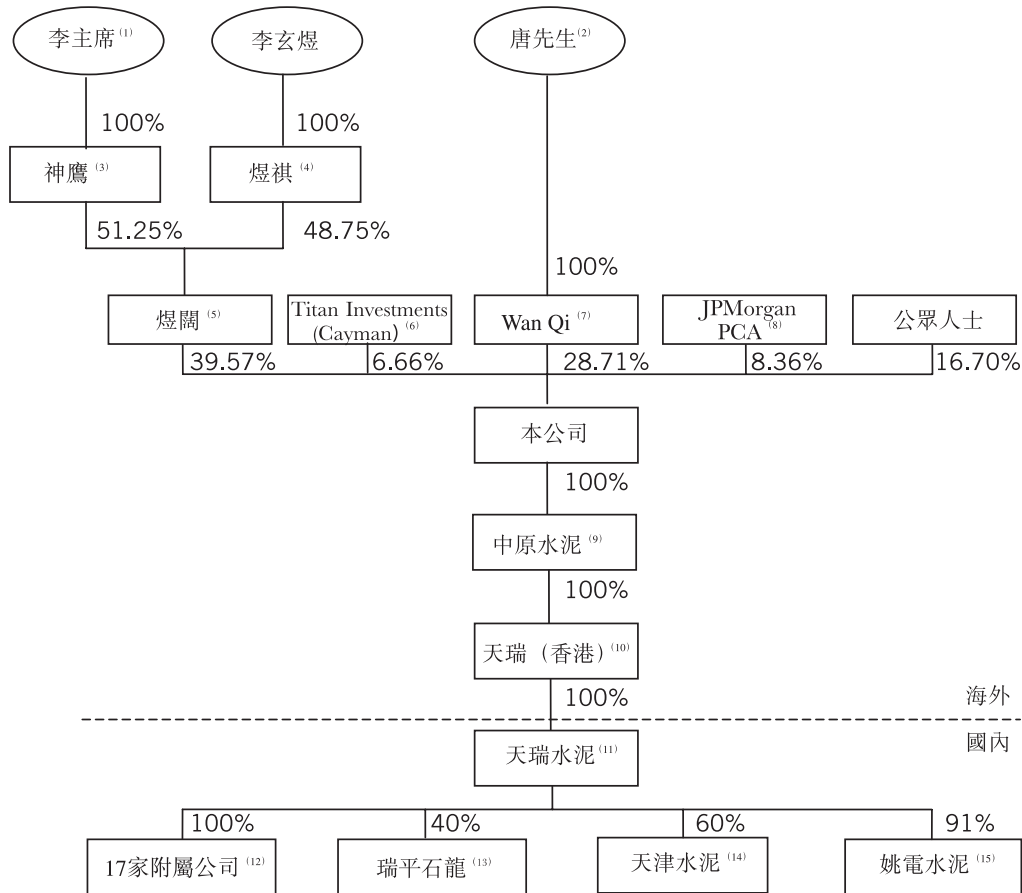 李主席 (1)
李玄煜
唐先生 (2)
100%
100%
神鷹 (3)
煜祺 (4)
51.25%
48.75%
100%
煜闊 (5)
Titan Investments
(Cayman) (6)
Wan Qi (7)
JPMorgan
PCA (8)
公眾人士
39.57%
6.66%
28.71%
8.36%
16.70%
本公司
100%
中原水泥 (9)
100%
天瑞（香港）(10)
100%
海外
國內
天瑞水泥 (11)
100%
40%
60%
91%
17家附屬公司 (12)
瑞平石龍 (13)
天津水泥 (14)
姚電水泥 (15)